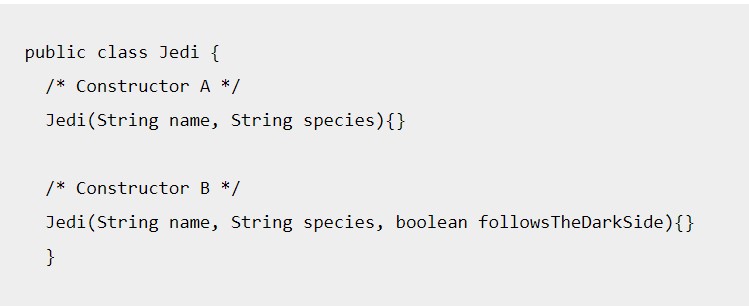 public class Jedi {
/* Constructor A */
Jedi(String name, String species){}
/* Constructor B */
Jedi(String name, String species, boolean followsTheDarkSide){}
}